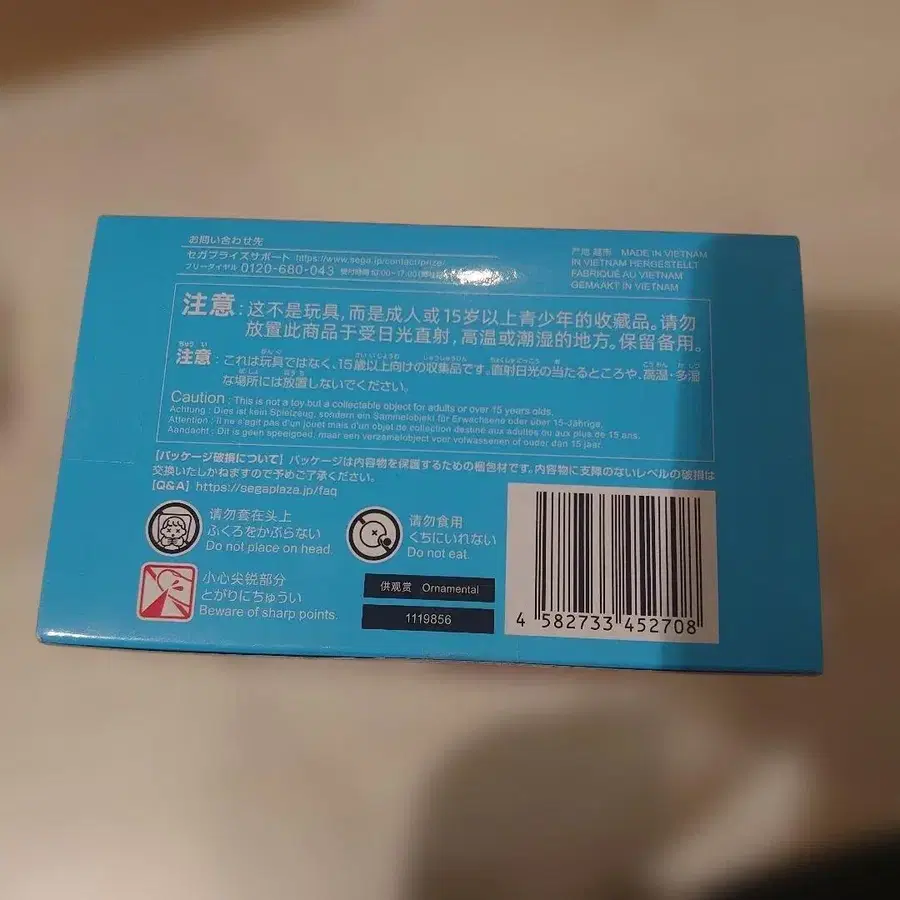 お問い合わせ先
セガプライズサポート https://www.sega.jp/contact/prize/
フリーダイヤル 0120-680-043
产地 越南 MADE IN VIETNAM
IN VIETNAM HERGESTELLT
FABRIQUÉ AU VIETNAM
GEMAAKT IN VIETNAM
注意：这不是玩具，而是成人或15岁以上青少年的收藏品。请勿
放置此商品于受日光直射，高温或潮湿的地方。保留备用。
注意：これは玩具ではなく、15歳以上向けの収集品です。直射日光の当たるところや、高温・多湿
な場所には放置しないでください。
Caution : This is not a toy but a collectable object for adults or over 15 years olds.
Achtung : Dies ist kein Spielzeug, sondern ein Sammelobjekt für Erwachsene oder über 15-Jährige.
Attention : Il ne s'agit pas d'un jouet mais d'un objet de collection destiné aux adultes ou aux plus de 15 ans.
Aandacht : Dit is geen speelgoed, maar een verzamelobject voor volwassenen of ouder dan 15 jaar.
【パッケージ破損について】パッケージは内容物を保護するための梱包材です。内容物に支障のないレベルの破損は
交換いたしかねますので予めご了承ください。
【Q&A】https://segaplaza.jp/faq
请勿套在头上
ふくろをかぶらない
Do not place on head.
请勿食用
くちにいれない
Do not eat.
小心尖锐部分
とがりにちゅうい
Beware of sharp points.
供观赏 Ornamental
1119856
4 582733 452708